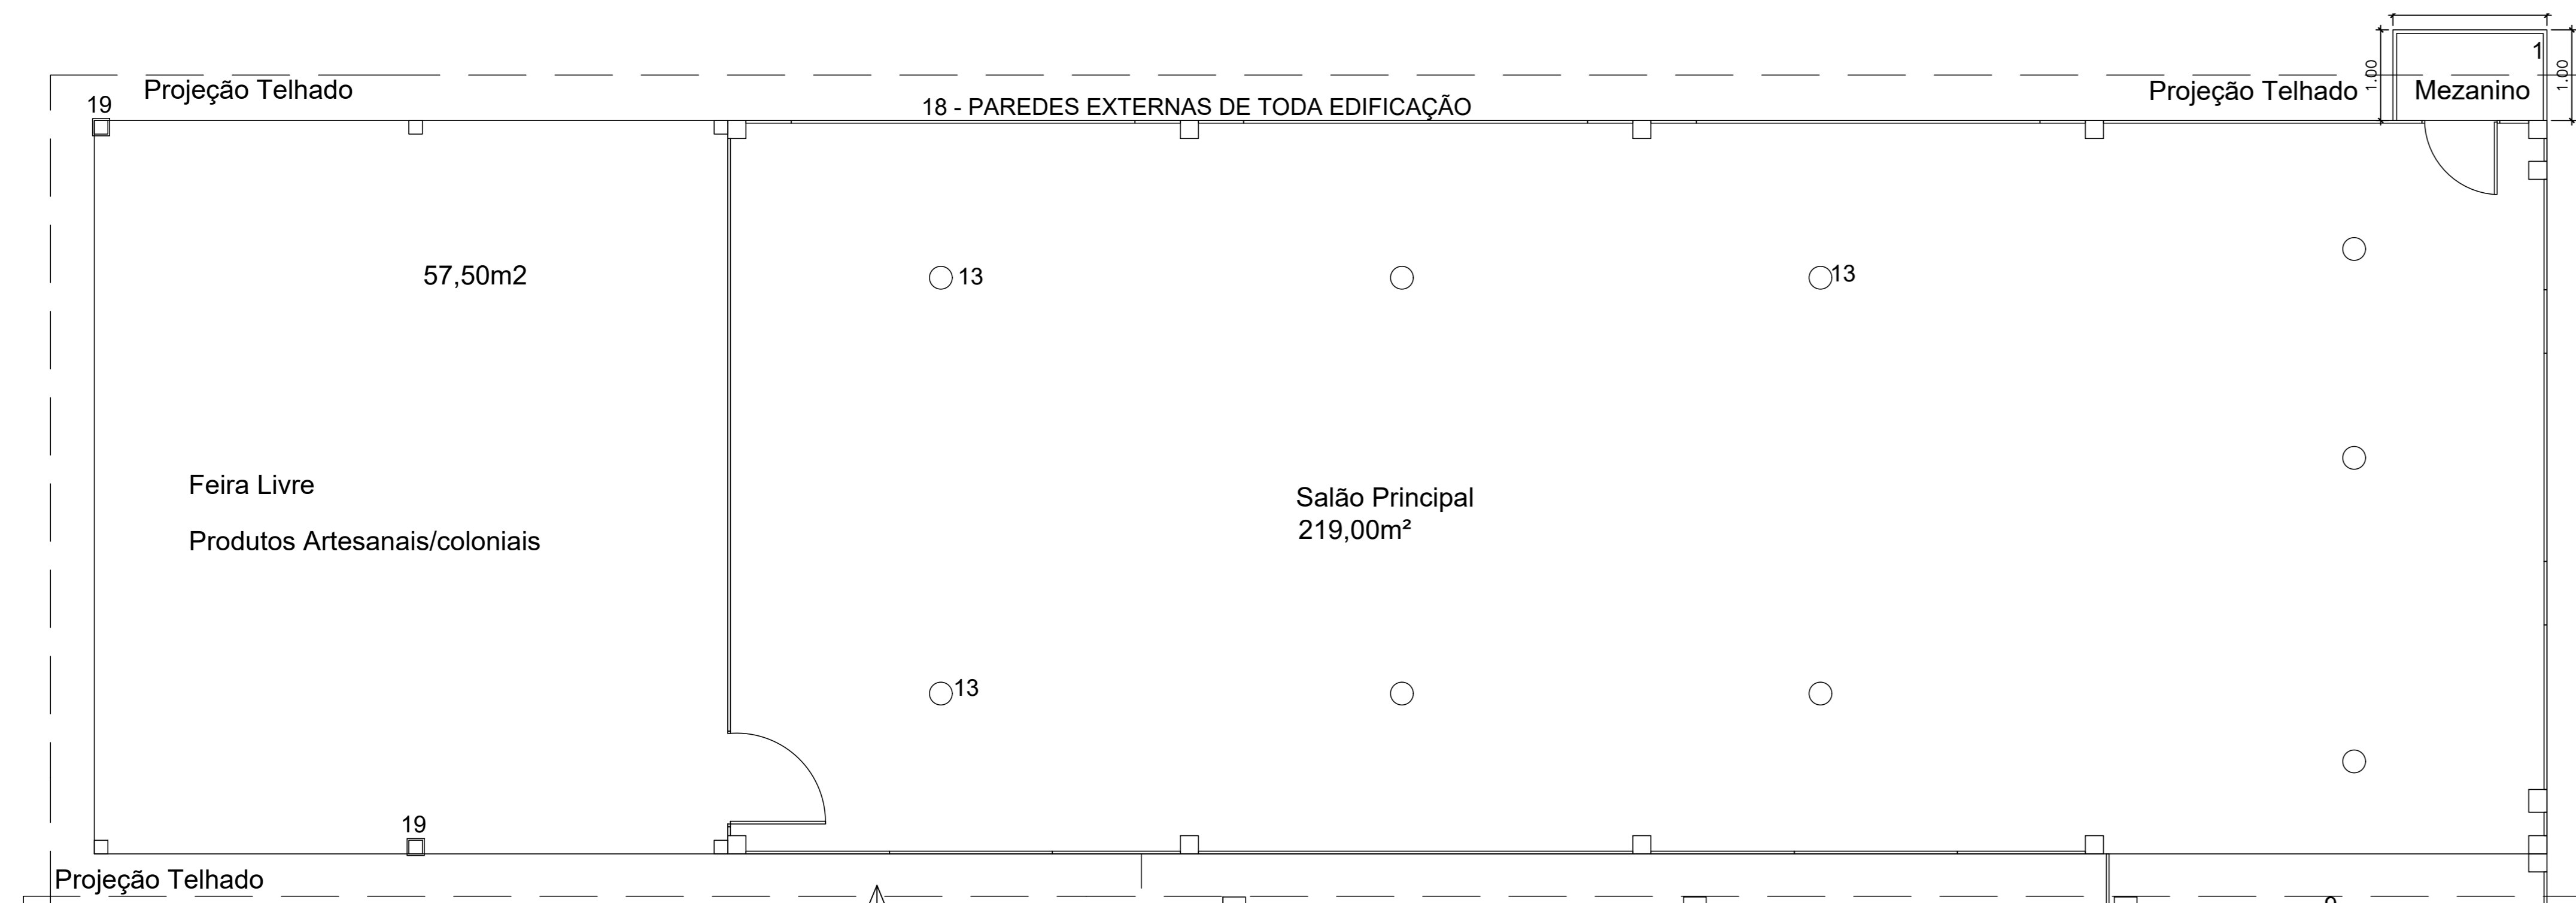 1
1.00
1.00
Projeção Telhado
Projeção Telhado
Mezanino
19
18 - PAREDES EXTERNAS DE TODA EDIFICAÇÃO
57,50m2
13
13
Feira Livre
Salão Principal
219,00m²
Produtos Artesanais/coloniais
13
19
Projeção Telhado